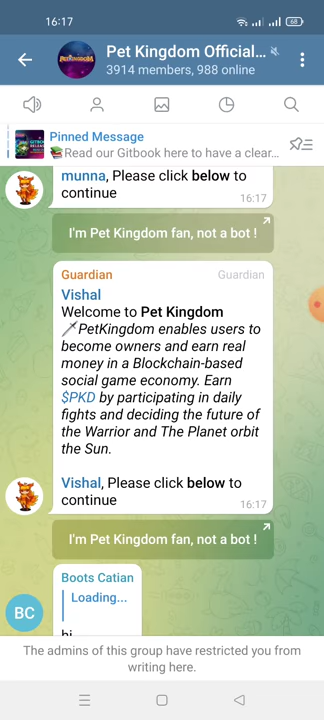 16:17
68
Pet Kingdom Official...
3914 members, 988 online
PETKINGDOM
Pinned Message
📚Read our Gitbook here to have a clear...
munna, Please click below to
continue
16:17
I'm Pet Kingdom fan, not a bot !
Guardian
Guardian
Vishal
Welcome to Pet Kingdom
🗡PetKingdom enables users to
become owners and earn real
money in a Blockchain-based
social game economy. Earn
$PKD by participating in daily
fights and deciding the future of
the Warrior and The Planet orbit
the Sun.
Vishal, Please click below to
continue
16:17
I'm Pet Kingdom fan, not a bot !
Boots Catian
Loading...
BC
hi
The admins of this group have restricted you from
writing here.